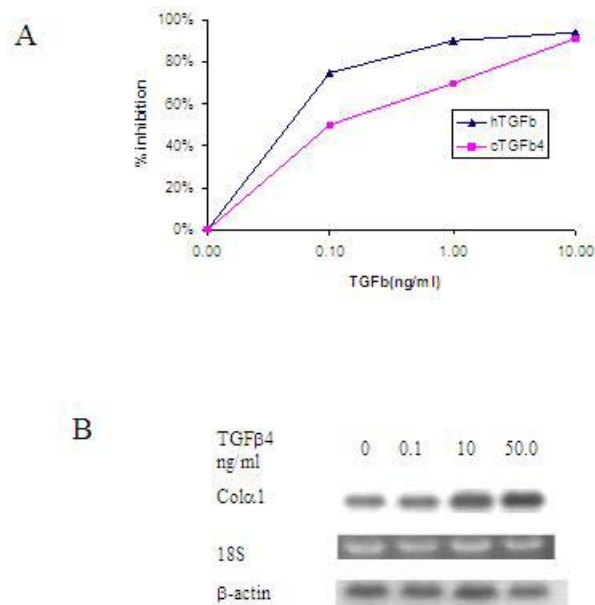 A
100%
80%
60%
40%
20%
0%
% inhibition
hTGFb
cTGFb4
0.00 0.10 1.00 10.00
TGFb(ng/ml)
B
TGFβ4
ng/ml
0 0.1 10 50.0
Colα1
18S
β-actin